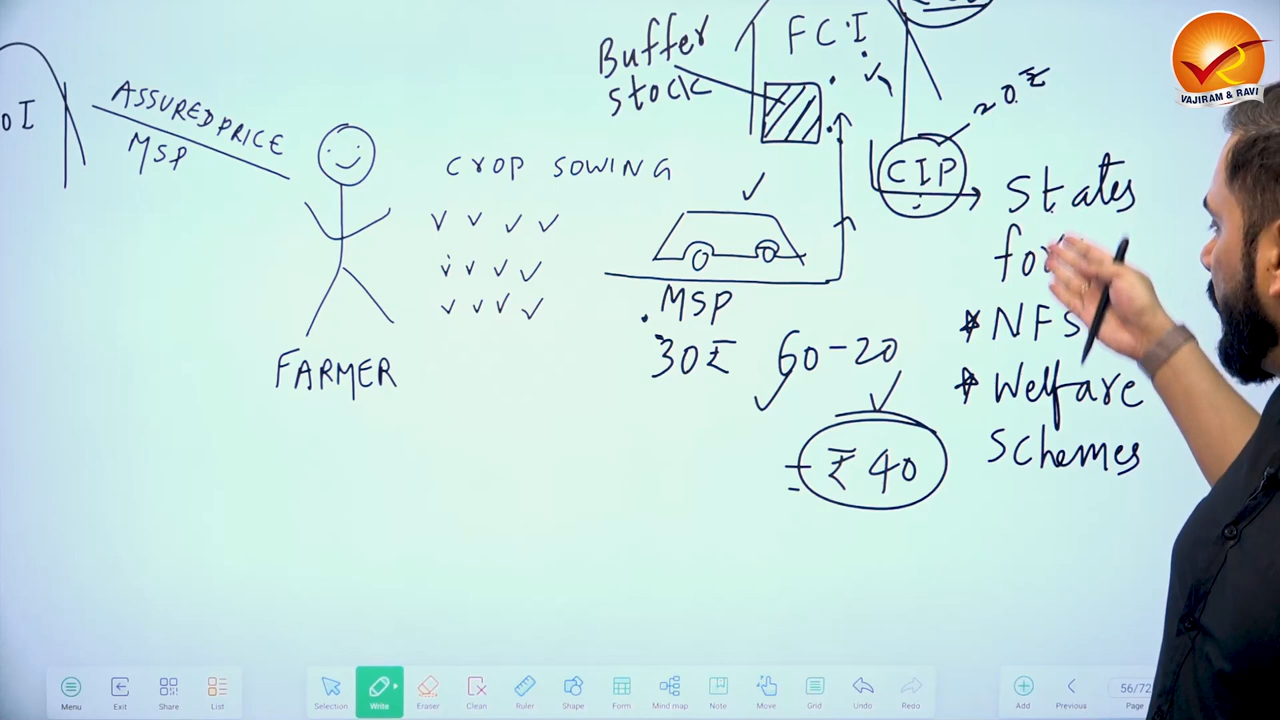 FCI
Buffer
stock
VAJIRAM & RAVI
20₹
ASSURED PRICE
MSP
OI
CROP SOWING
CIP
States
for
MSP
* NFS
30₹
60-20
* Welfare
schemes
FARMER
= ₹40
Menu
Exit
Share
List
Selection
Write
Eraser
Clean
Ruler
Shape
Form
Mind map
Note
Move
Grid
Undo
Redo
Add
Previous
56/72
Page